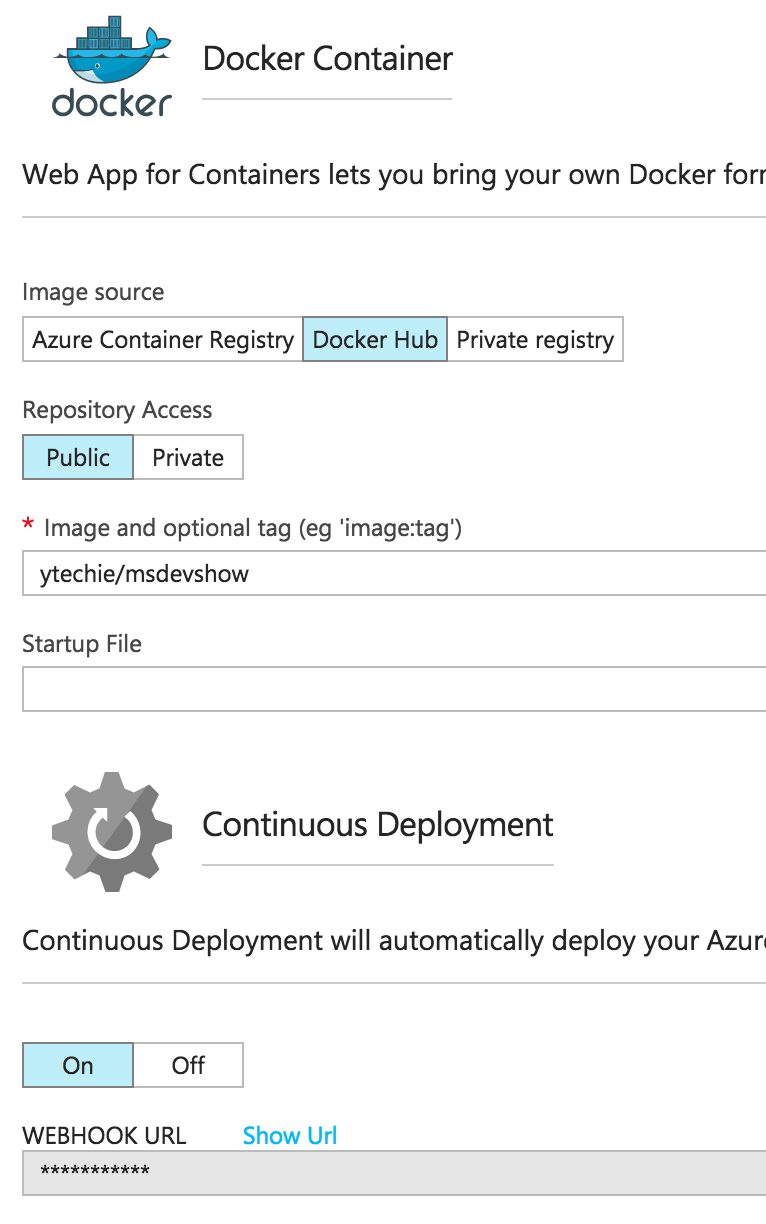 docker
Docker Container
Web App for Containers lets you bring your own Docker
Image source
Azure Container Registry Docker Hub Private registry
Repository Access
Public Private
* Image and optional tag (eg 'image:tag')
ytechie/msdevshow
Startup File
Continuous Deployment
Continuous Deployment will automatically deploy your
On Off
WEBHOOK URL Show Url
***********